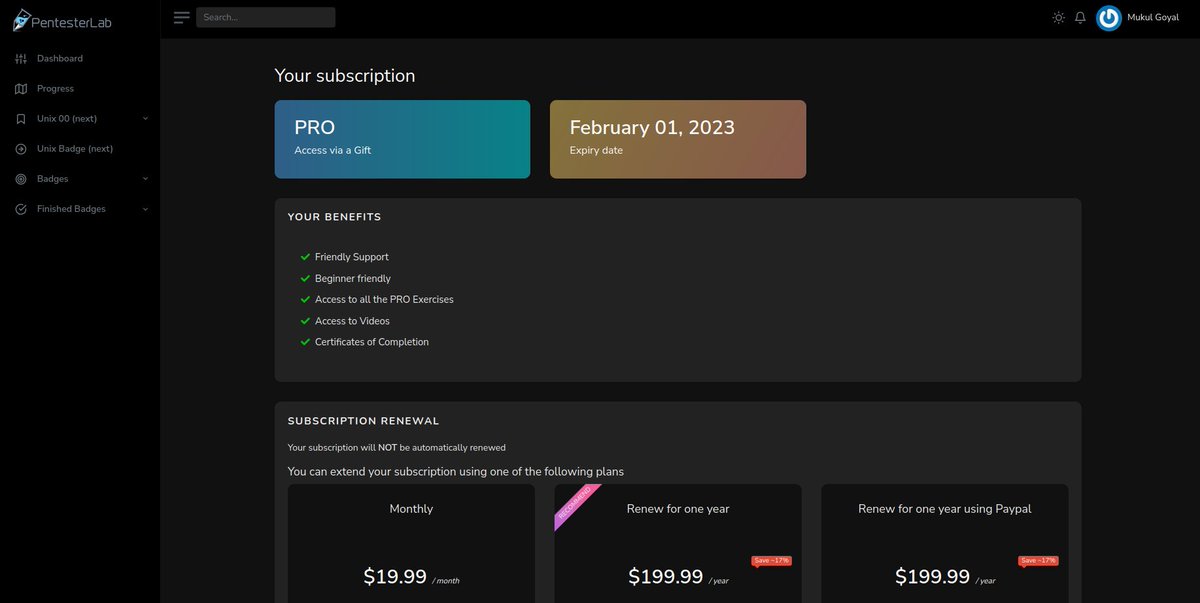 PentesterLab
Search...
Mukul Goyal
Dashboard
Progress
Unix 00 (next)
Unix Badge (next)
Badges
Finished Badges
Your subscription
PRO
Access via a Gift
February 01, 2023
Expiry date
YOUR BENEFITS
Friendly Support
Beginner friendly
Access to all the PRO Exercises
Access to Videos
Certificates of Completion
SUBSCRIPTION RENEWAL
Your subscription will NOT be automatically renewed
You can extend your subscription using one of the following plans
Monthly
$19.99 / month
RECOMMEND
Renew for one year
Save ~17%
$199.99 / year
Renew for one year using Paypal
Save ~17%
$199.99 / year